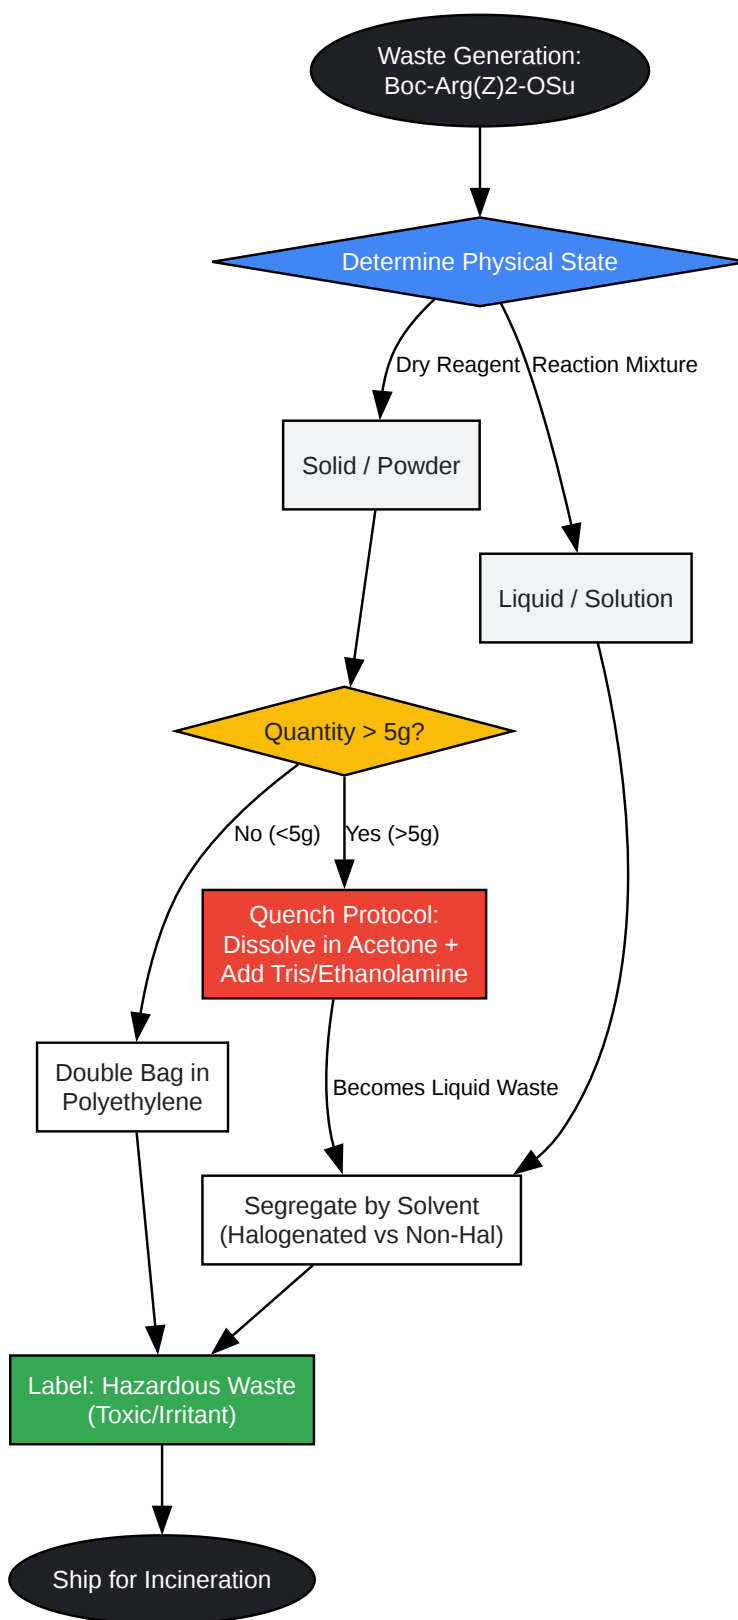 Waste Generation:
Boc-Arg(Z)2-OSu
Determine Physical State
Dry Reagent
Reaction Mixture
Solid / Powder
Liquid / Solution
Quantity > 5g?
No (<5g)
Yes (>5g)
Quench Protocol:
Dissolve in Acetone +
Add Tris/Ethanolamine
Double Bag in
Polyethylene
Becomes Liquid Waste
Segregate by Solvent
(Halogenated vs Non-Hal)
Label: Hazardous Waste
(Toxic/Irritant)
Ship for Incineration